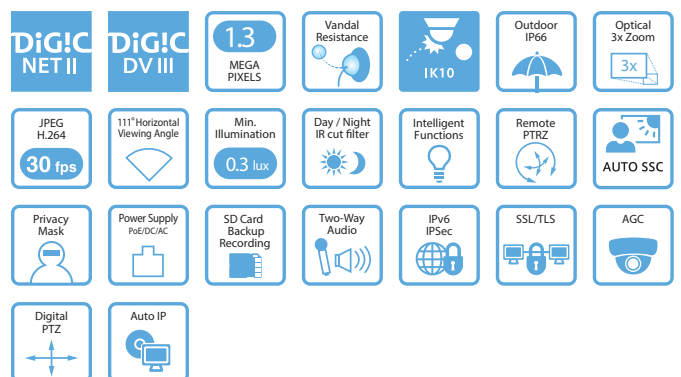 DiG!C
NET II
DiG!C
DV III
1.3
MEGA
PIXELS
Vandal
Resistance
IK10
Outdoor
IP66
Optical
3x Zoom
3x
JPEG
H.264
30 fps
111° Horizontal
Viewing Angle
Min.
Illumination
0.3 lux
Day / Night
IR cut filter
Intelligent
Functions
Remote
PTRZ
AUTO SSC
Privacy
Mask
Power Supply
PoE/DC/AC
SD Card
Backup
Recording
Two-Way
Audio
IPv6
IPSec
SSL/TLS
AGC
Digital
PTZ
Auto IP